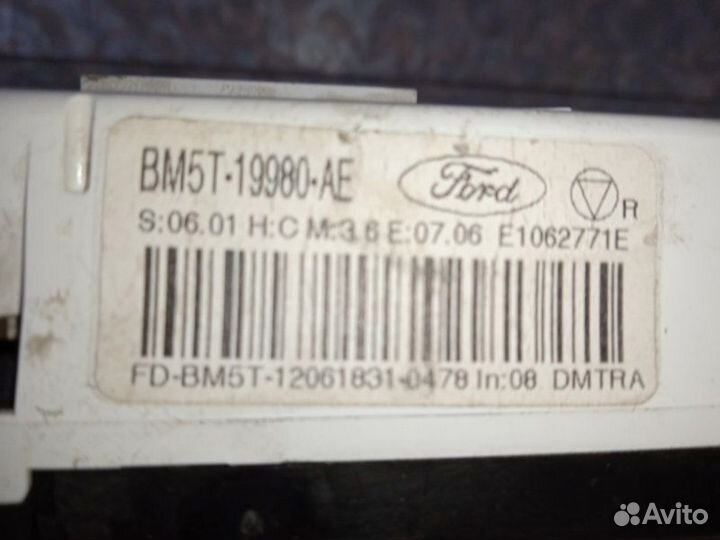 BM5T-19980-AE Ford R
S:06.01 H:C M:3.6 E:07.06 E1062771E
FD-BM5T-12061831-0478 In:08 DMTRA
Avito